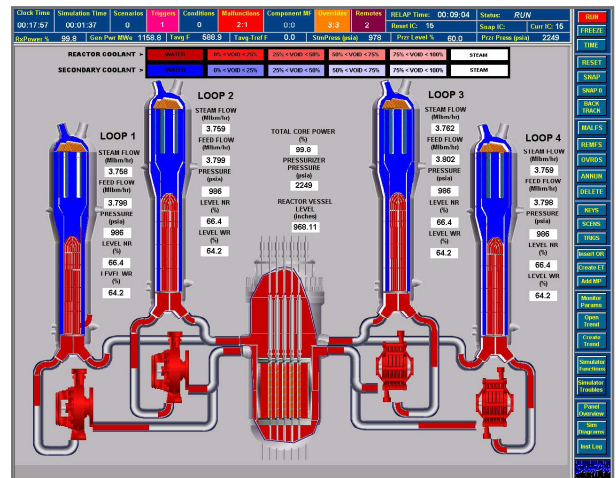 Clock Time Simulation Time Scenarios Triggers Conditions Malfunctions Component MF Overrides Remotes RELAP Time: 00:09:04 Status: RUN
00:17:57 00:01:37 0 1 0 2:1 0:0 3:3 2 Reset IC: 15 Snap IC: Curr IC: 15
RxPower % 99.8 Gen Pwr MWe 1158.8 Tavg F 588.9 Tavg-Tref F 0.0 StmPress (psia) 978 Przr Level % 60.0 Przr Press (psia) 2249
REACTOR COOLANT > WATER 0% < VOID < 25% 25% < VOID < 50% 50% < VOID < 75% 75% < VOID < 100% STEAM
SECONDARY COOLANT > WATER 0% < VOID < 25% 25% < VOID < 50% 50% < VOID < 75% 75% < VOID < 100% STEAM
LOOP 1
STEAM FLOW
(Mlbm/hr)
3.758
FEED FLOW
(Mlbm/hr)
3.798
PRESSURE
(psia)
986
LEVEL NR
(%)
66.4
LEVEL WR
(%)
64.2
LOOP 2
STEAM FLOW
(Mlbm/hr)
3.759
FEED FLOW
(Mlbm/hr)
3.799
PRESSURE
(psia)
986
LEVEL NR
(%)
66.4
LEVEL WR
(%)
64.2
TOTAL CORE POWER
(%)
99.8
PRESSURIZER
PRESSURE
(psia)
2249
REACTOR VESSEL
LEVEL
(inches)
968.11
LOOP 3
STEAM FLOW
(Mlbm/hr)
3.762
FEED FLOW
(Mlbm/hr)
3.802
PRESSURE
(psia)
986
LEVEL NR
(%)
66.4
LEVEL WR
(%)
64.2
LOOP 4
STEAM FLOW
(Mlbm/hr)
3.759
FEED FLOW
(Mlbm/hr)
3.798
PRESSURE
(psia)
986
LEVEL NR
(%)
66.4
LEVEL WR
(%)
64.2
RUN
FREEZE
TIME
RESET
SNAP
SNAP 0
BACK
TRACK
MALFS
REMFS
OVRDS
ANNUN
DELETE
KEYS
SCENS
TRIGS
Insert OR
Create ET
Add MP
Monitor
Params
Open
Trend
Create
Trend
Simulator
Functions
Simulator
Troubles
Panel
Overview
Sim
Diagrams
Inst Log